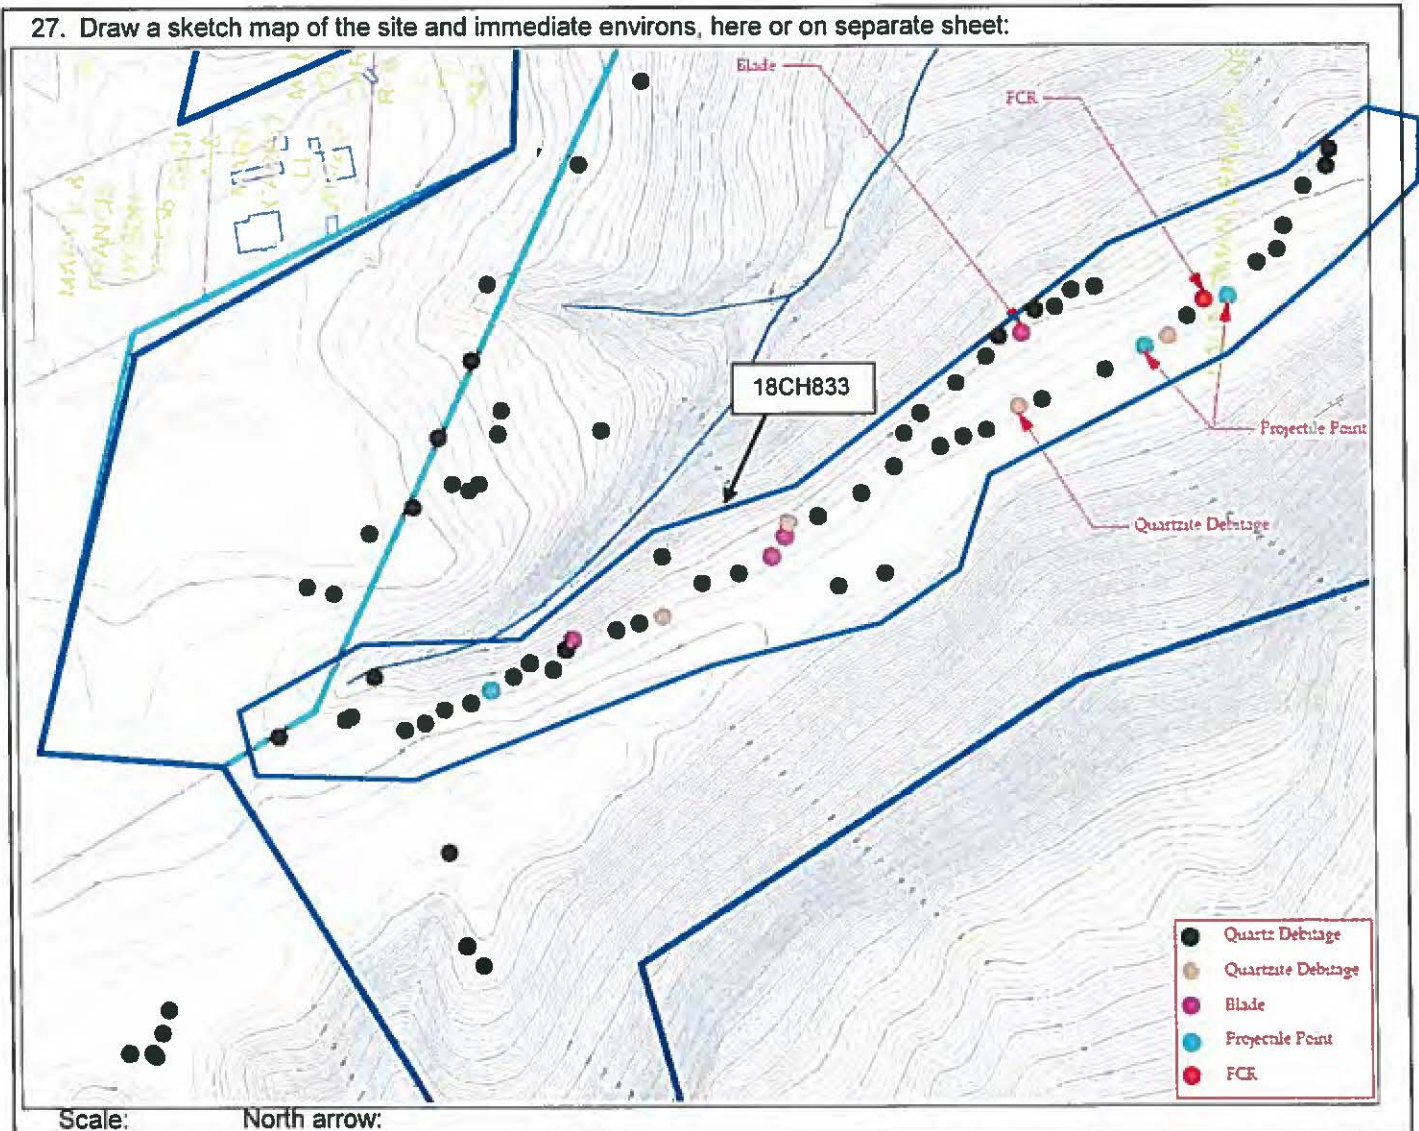 27. Draw a sketch map of the site and immediate environs, here or on separate sheet:
Blade
FCR
18CH833
Projectile Point
Quartzite Debitage
Quartz Debitage
Quartzite Debitage
Blade
Projectile Point
FCR
Scale: North arrow: